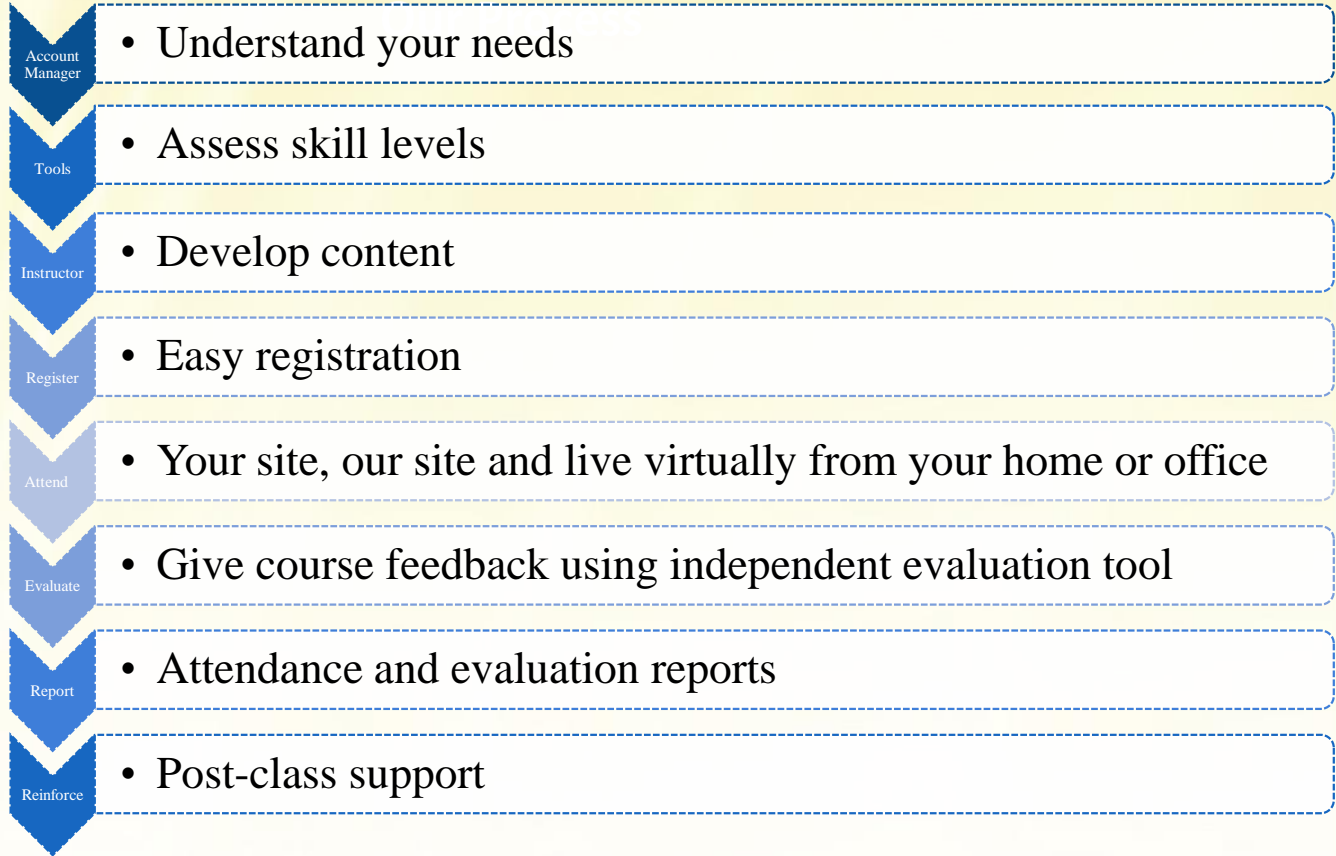 Account
Manager
• Understand your needs
Tools
• Assess skill levels
Instructor
• Develop content
Register
• Easy registration
Attend
• Your site, our site and live virtually from your home or office
Evaluate
• Give course feedback using independent evaluation tool
Report
• Attendance and evaluation reports
Reinforce
• Post-class support